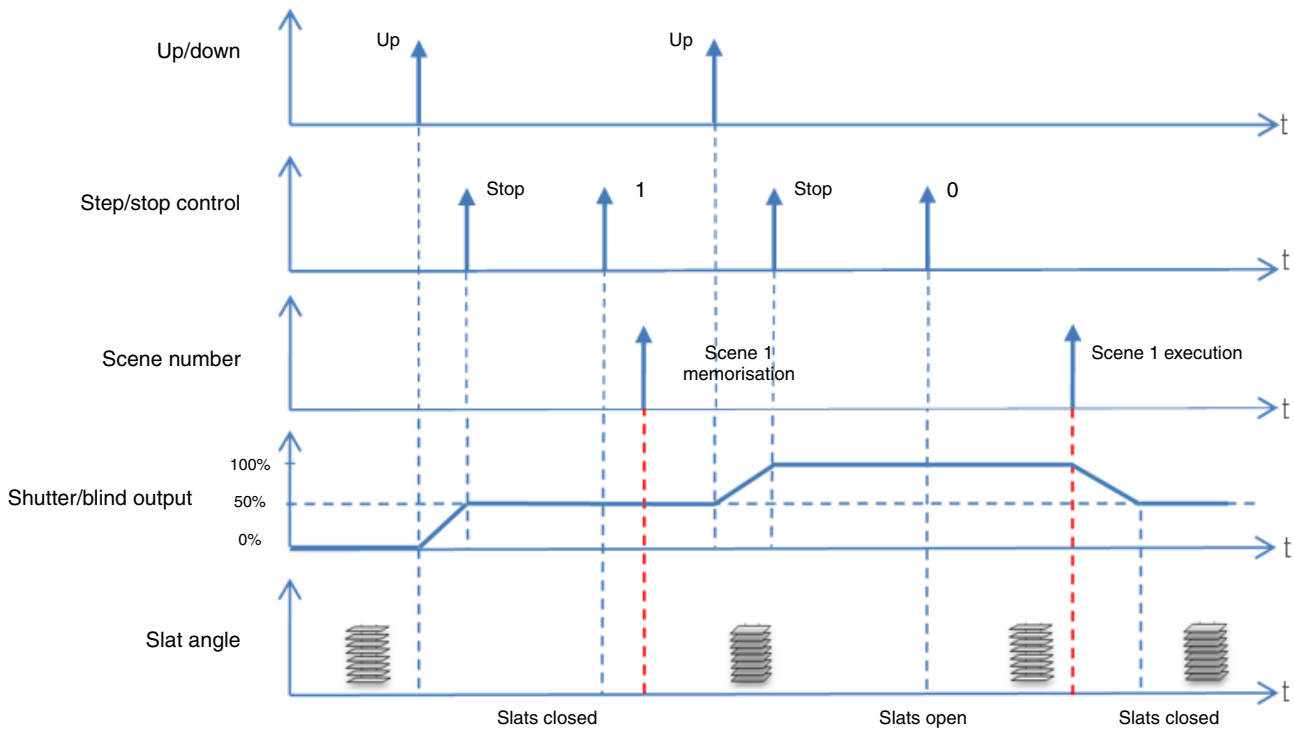 Up/down
Up
Up
t
Step/stop control
Stop
1
Stop
0
t
Scene number
Scene 1
memorisation
Scene 1 execution
t
Shutter/blind output
100%
50%
0%
t
Slat angle
t
Slats closed
Slats open
Slats closed